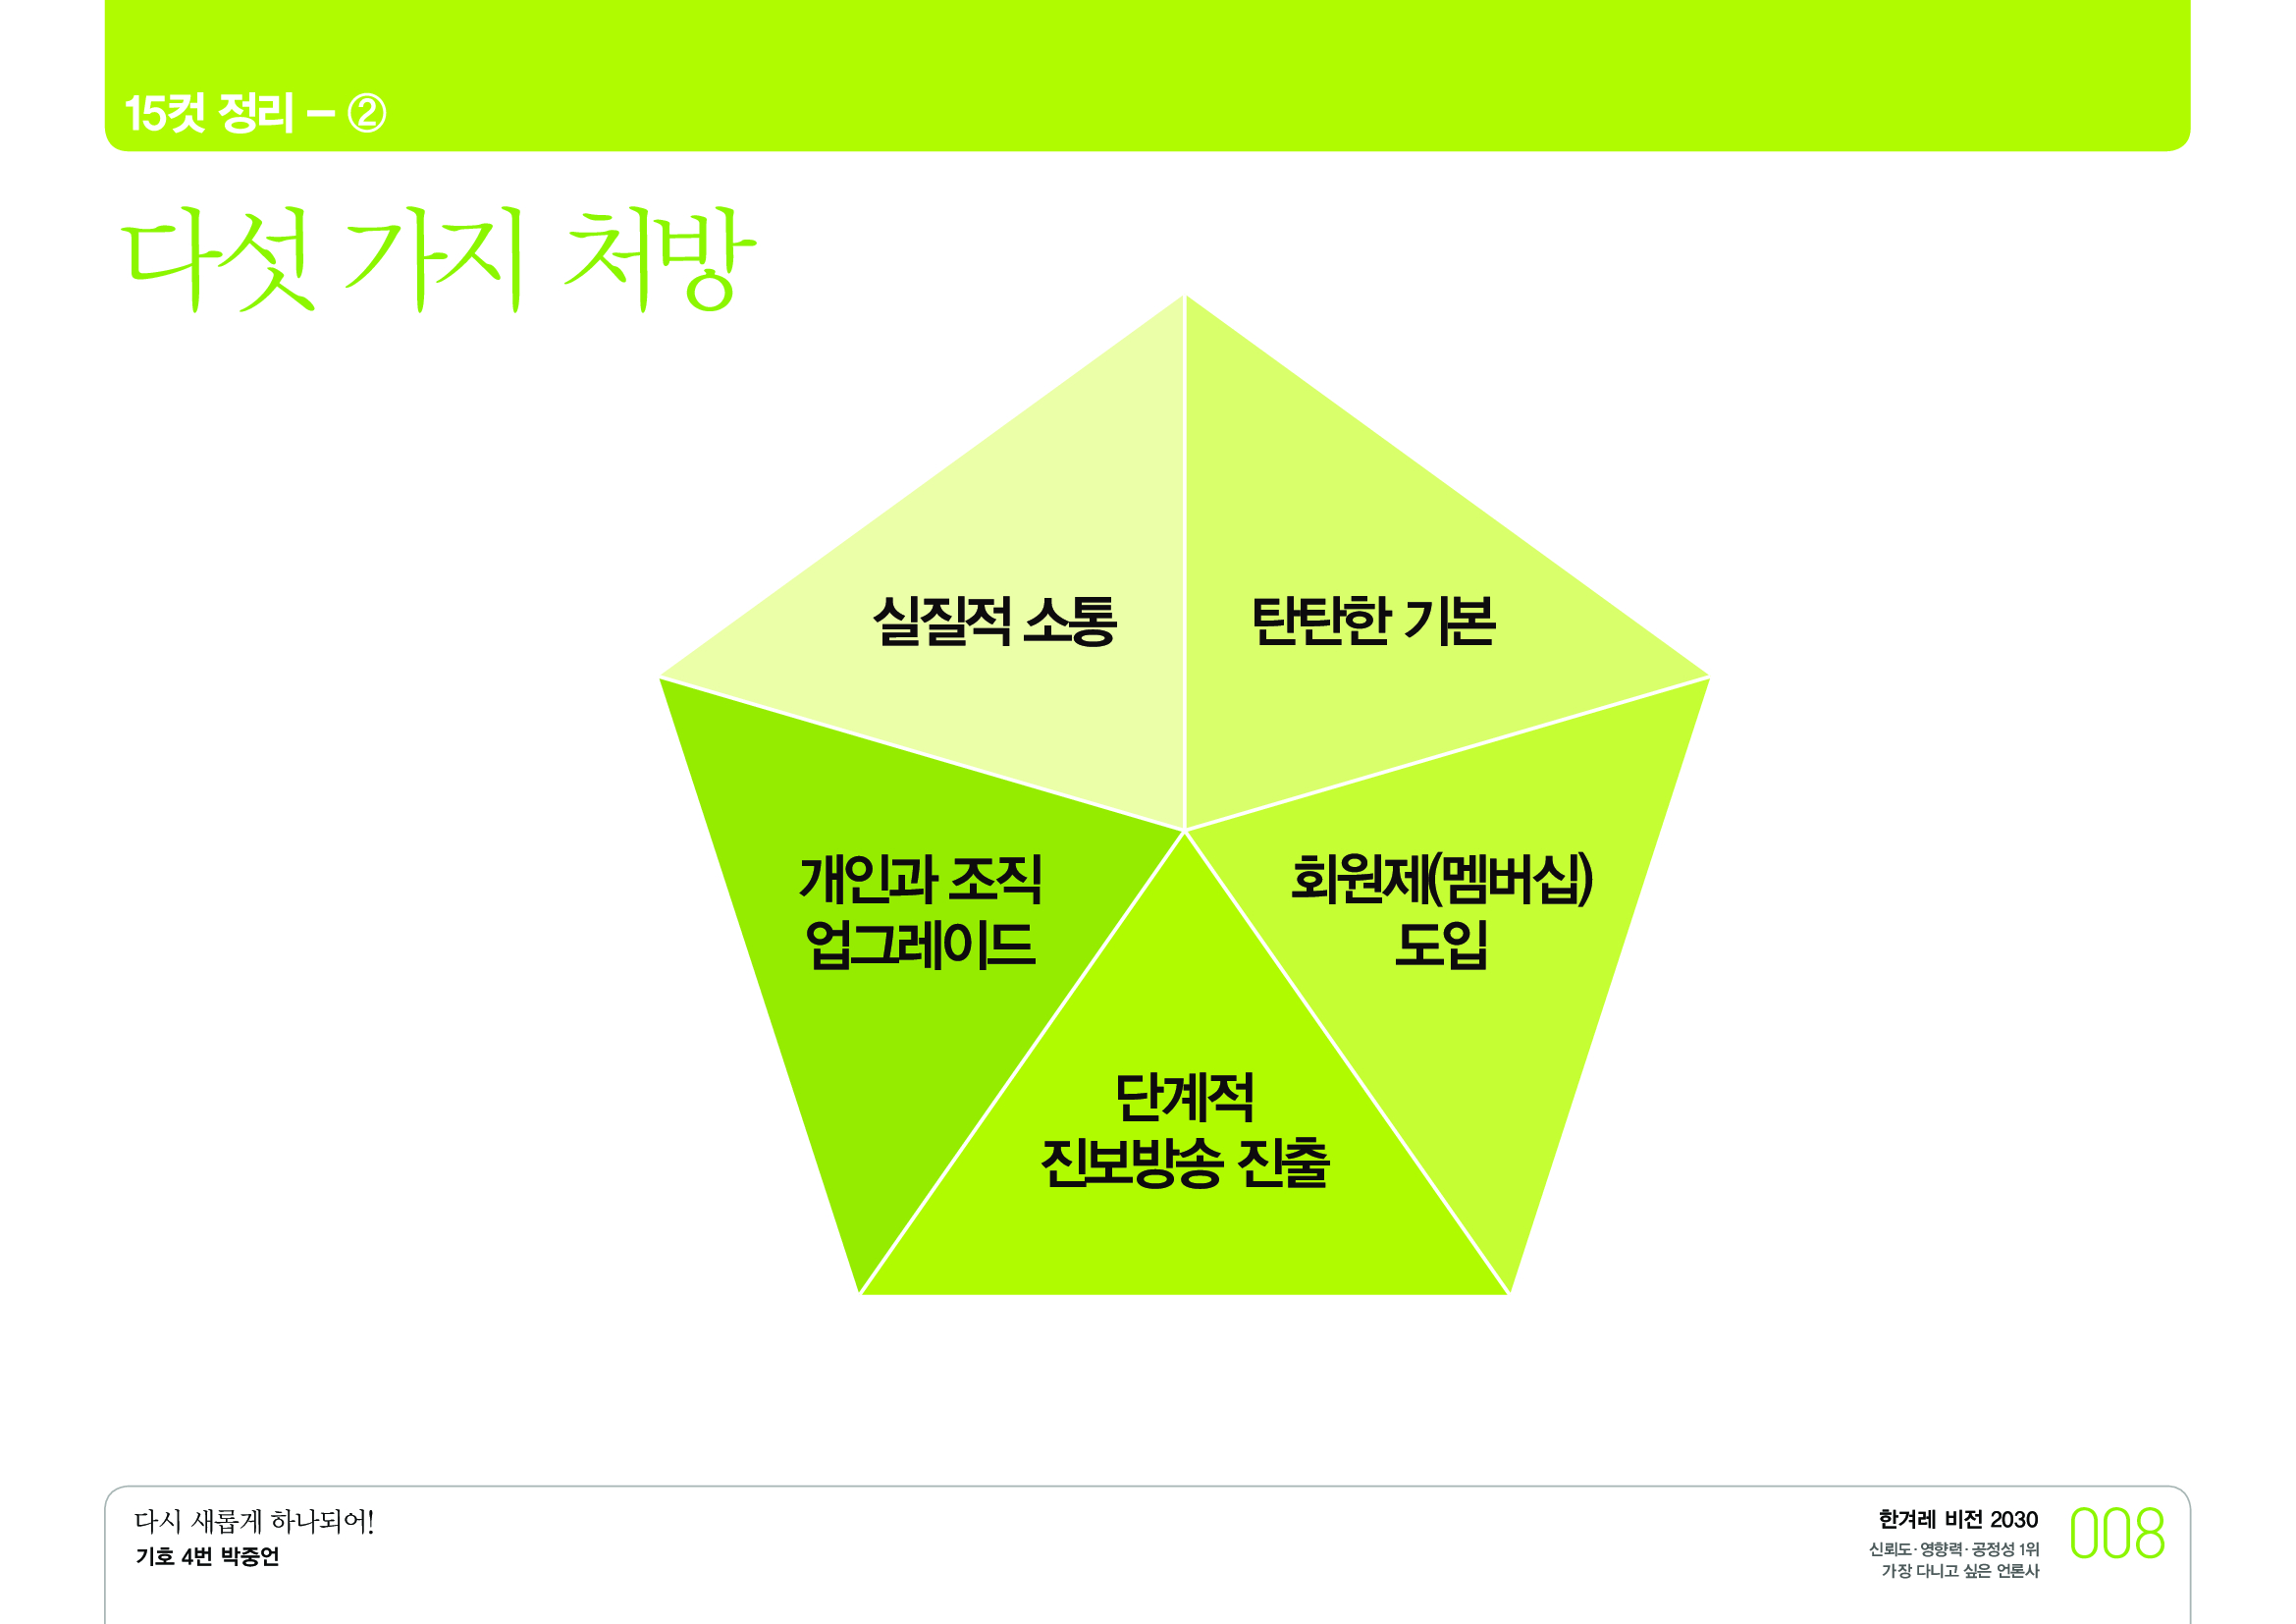 15컷 정리 – ②
다섯 가지 처방
실질적 소통
탄탄한 기본
개인과 조직
업그레이드
회원제(멤버십)
도입
단계적
진보방송 진출
다시 새롭게 하나되어!
기호 4번 박중언
한겨레 비전 2030
신뢰도·영향력·공정성 1위
가장 다니고 싶은 언론사
008